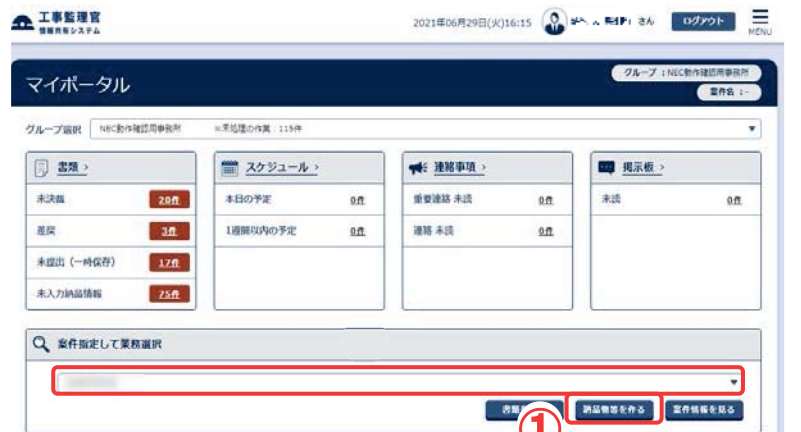 工事監理官
情報共有システム
2021年06月29日(火)16:15
さん
ログアウト
MENU
マイポータル
グループ：NEC動作確認用事務所
案件名：-
グループ選択
NEC動作確認用事務所 ※未処理の作業：115件
書類 >
未決裁 20件
差戻 3件
未提出（一時保存） 17件
未入力納品情報 75件
スケジュール >
本日の予定 0件
1週間以内の予定 0件
連絡事項 >
重要連絡 未読 0件
連絡 未読 0件
掲示板 >
未読 0件
案件指定して業務選択
書類
納品物等を作る
案件情報を見る
①